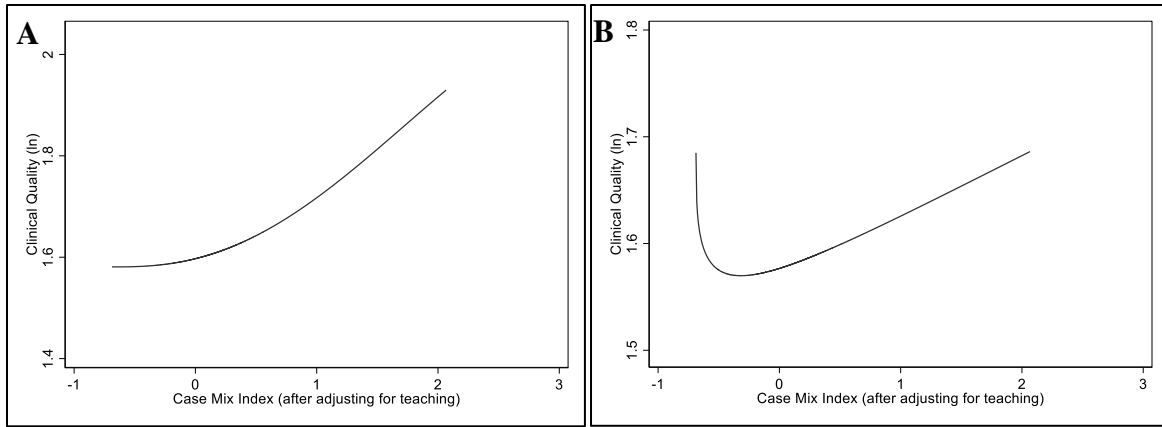 A
Clinical Quality (ln)
2
1.8
1.6
1.4
-1 0 1 2 3
Case Mix Index (after adjusting for teaching)
B
Clinical Quality (ln)
1.8
1.7
1.6
1.5
-1 0 1 2 3
Case Mix Index (after adjusting for teaching)